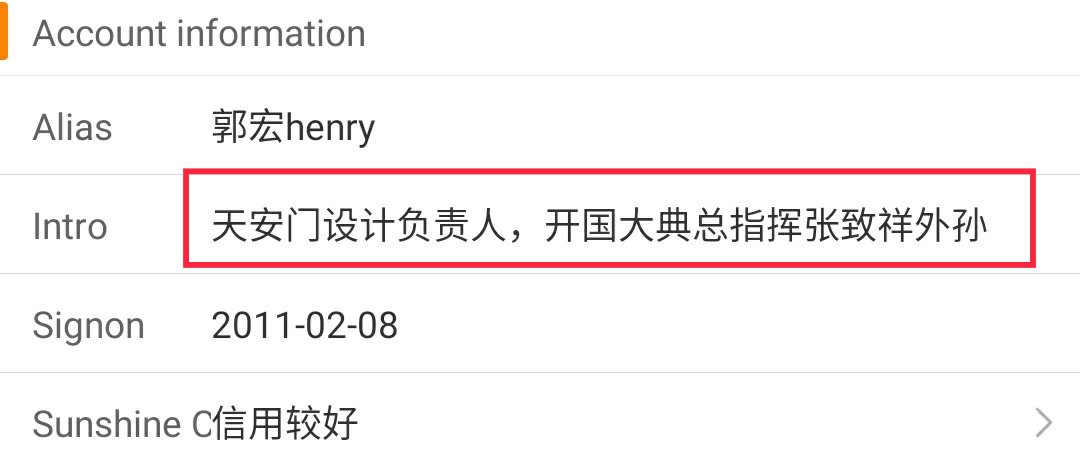 Account information
Alias 郭宏henry
Intro 天安门设计负责人，开国大典总指挥张致祥外孙
Signon 2011-02-08
Sunshine C信用较好